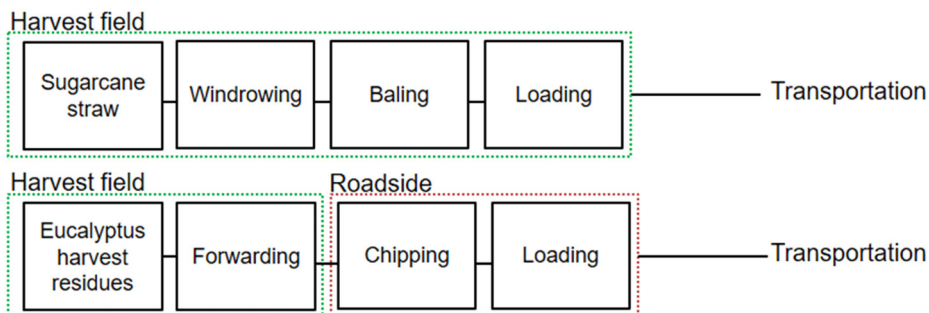 Harvest field
Sugarcane
straw
Windrowing
Baling
Loading
Transportation
Harvest field
Roadside
Eucalyptus
harvest
residues
Forwarding
Chipping
Loading
Transportation